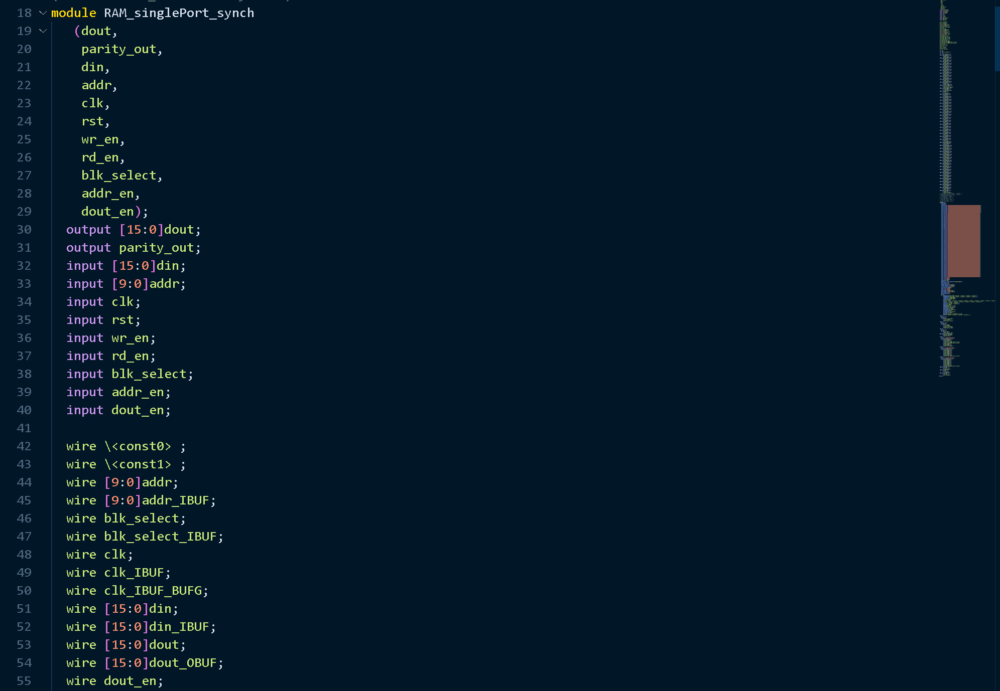 18 module RAM_singlePort_synch
19 (dout,
20 parity_out,
21 din,
22 addr,
23 clk,
24 rst,
25 wr_en,
26 rd_en,
27 blk_select,
28 addr_en,
29 dout_en);
30 output [15:0]dout;
31 output parity_out;
32 input [15:0]din;
33 input [9:0]addr;
34 input clk;
35 input rst;
36 input wr_en;
37 input rd_en;
38 input blk_select;
39 input addr_en;
40 input dout_en;
41
42 wire \<const0> ;
43 wire \<const1> ;
44 wire [9:0]addr;
45 wire [9:0]addr_IBUF;
46 wire blk_select;
47 wire blk_select_IBUF;
48 wire clk;
49 wire clk_IBUF;
50 wire clk_IBUF_BUFG;
51 wire [15:0]din;
52 wire [15:0]din_IBUF;
53 wire [15:0]dout;
54 wire [15:0]dout_OBUF;
55 wire dout_en;